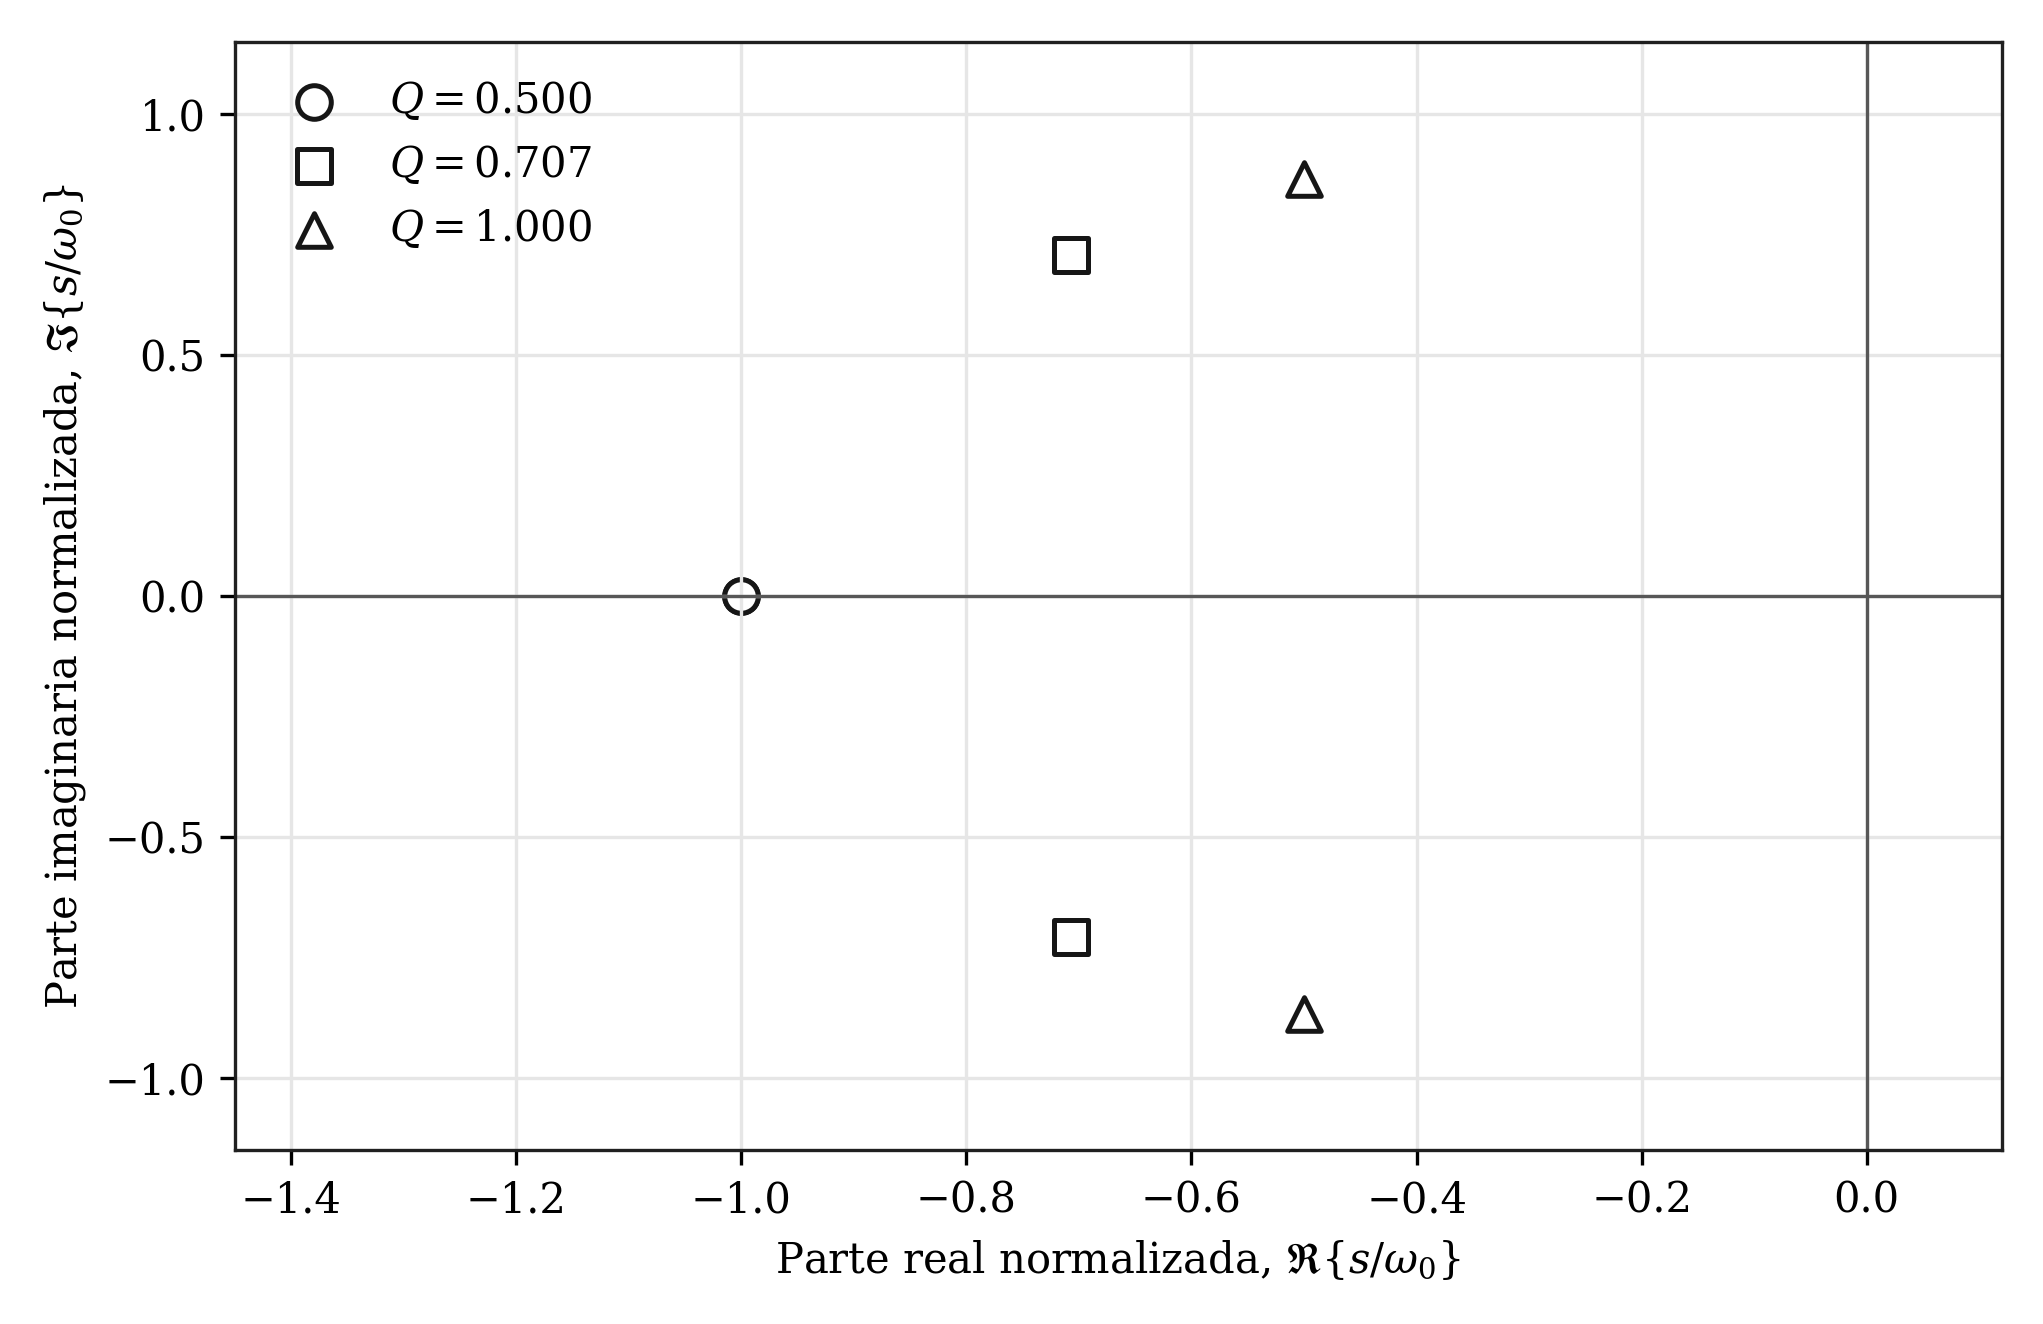 Q = 0.500
Q = 0.707
Q = 1.000
1.0
0.5
0.0
−0.5
−1.0
Parte imaginaria normalizada, ℑ{s/ω₀}
−1.4 −1.2 −1.0 −0.8 −0.6 −0.4 −0.2 0.0
Parte real normalizada, ℜ{s/ω₀}